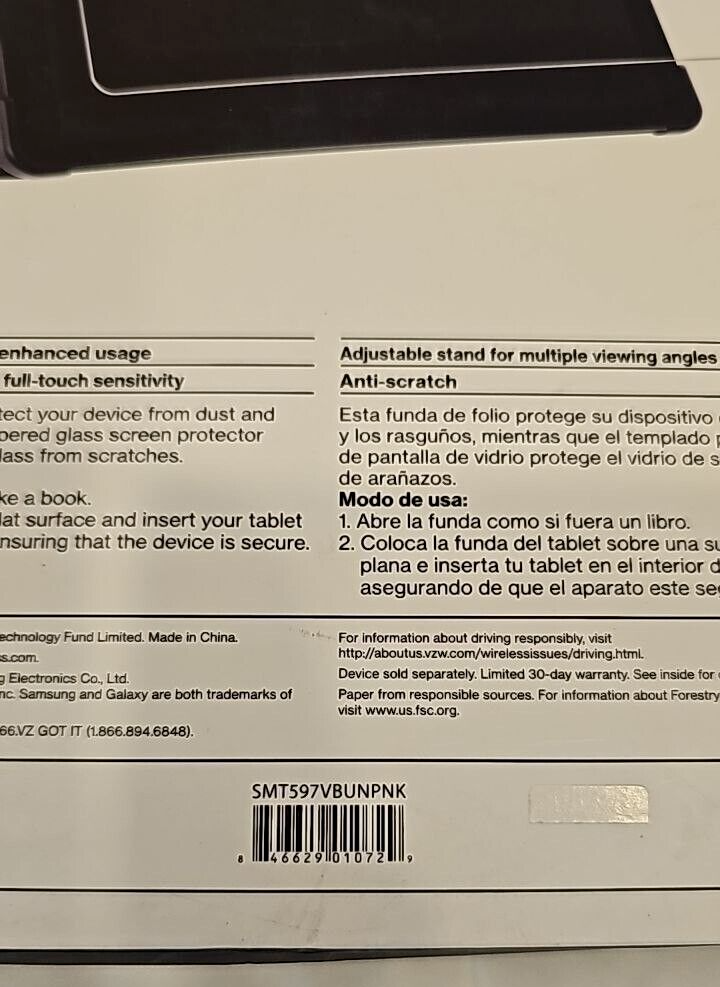 enhanced usage
full-touch sensitivity
tect your device from dust and
pered glass screen protector
lass from scratches.
ke a book.
lat surface and insert your tablet
nsuring that the device is secure.
Adjustable stand for multiple viewing angles
Anti-scratch
Esta funda de folio protege su dispositivo
y los rasguños, mientras que el templado p
de pantalla de vidrio protege el vidrio de s
de arañazos.
Modo de usa:
1. Abre la funda como si fuera un libro.
2. Coloca la funda del tablet sobre una su
plana e inserta tu tablet en el interior d
asegurando de que el aparato este seg
echnology Fund Limited. Made in China.
ss.com.
g Electronics Co., Ltd.
nc. Samsung and Galaxy are both trademarks of
66.VZ GOT IT (1.866.894.6848).
For information about driving responsibly, visit
http://aboutus.vzw.com/wirelessissues/driving.html.
Device sold separately. Limited 30-day warranty. See inside for
Paper from responsible sources. For information about Forestry
visit www.us.fsc.org.
SMT597VBUNPNK
8 46629 01072 9